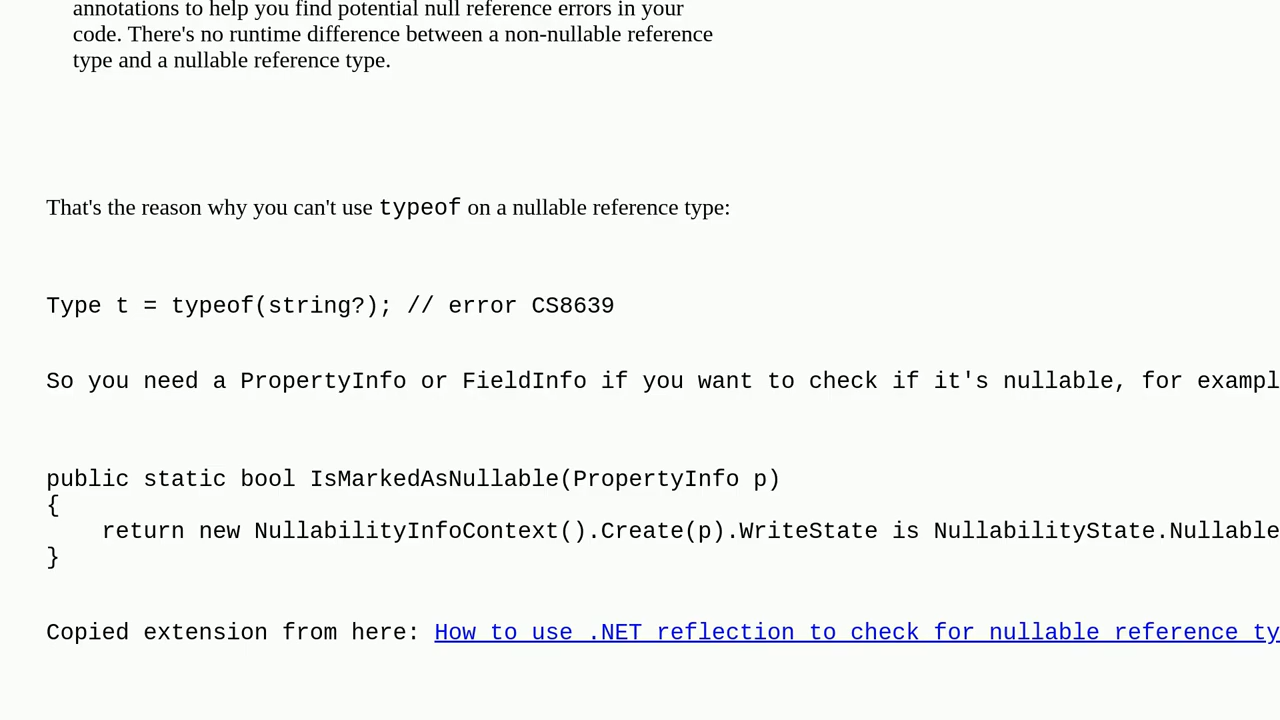 annotations to help you find potential null reference errors in your
code. There's no runtime difference between a non-nullable reference
type and a nullable reference type.
That's the reason why you can't use typeof on a nullable reference type:
Type t = typeof(string?); // error CS8639
So you need a PropertyInfo or FieldInfo if you want to check if it's nullable, for exampl
public static bool IsMarkedAsNullable(PropertyInfo p)
{
    return new NullabilityInfoContext().Create(p).WriteState is NullabilityState.Nullable
}
Copied extension from here: How to use .NET reflection to check for nullable reference ty